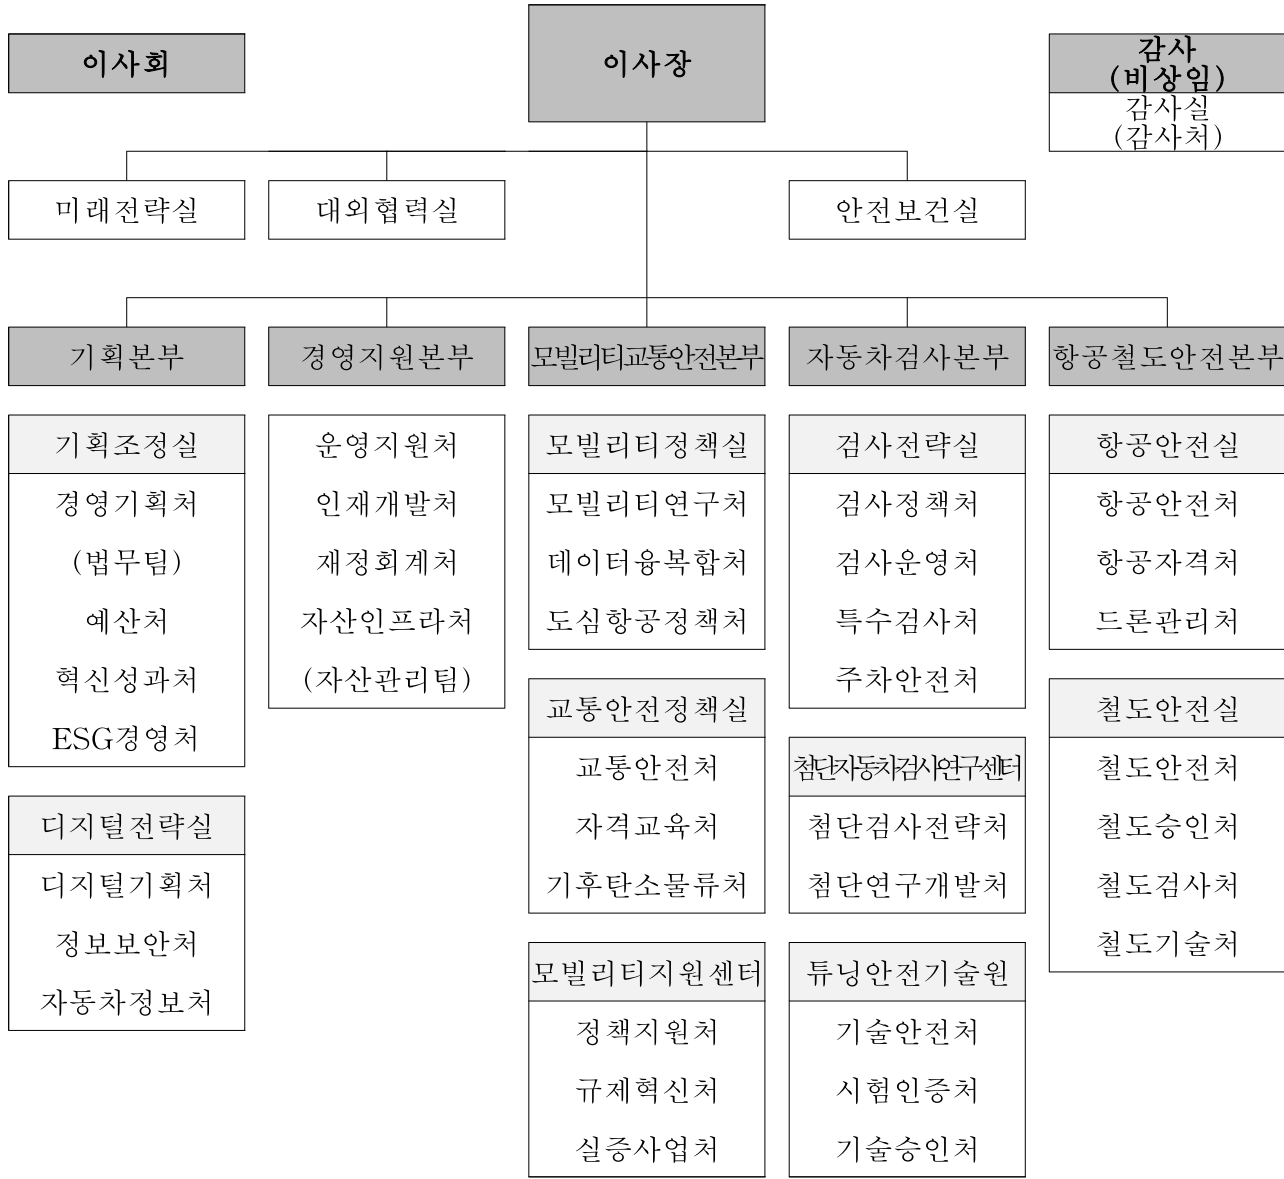 이사회
이사장
감사
(비상임)
감사실
(감사처)
미래전략실
대외협력실
안전보건실
기획본부
경영지원본부
모빌리티교통안전본부
자동차검사본부
항공철도안전본부
기획조정실
경영기획처
(법무팀)
예산처
혁신성과처
ESG경영처
디지털전략실
디지털기획처
정보보안처
자동차정보처
운영지원처
인재개발처
재정회계처
자산인프라처
(자산관리팀)
모빌리티정책실
모빌리티연구처
데이터융복합처
도심항공정책처
교통안전정책실
교통안전처
자격교육처
기후탄소물류처
모빌리티지원센터
정책지원처
규제혁신처
실증사업처
검사전략실
검사정책처
검사운영처
특수검사처
주차안전처
첨단자동차검사연구센터
첨단검사전략처
첨단연구개발처
튜닝안전기술원
기술안전처
시험인증처
기술승인처
항공안전실
항공안전처
항공자격처
드론관리처
철도안전실
철도안전처
철도승인처
철도검사처
철도기술처